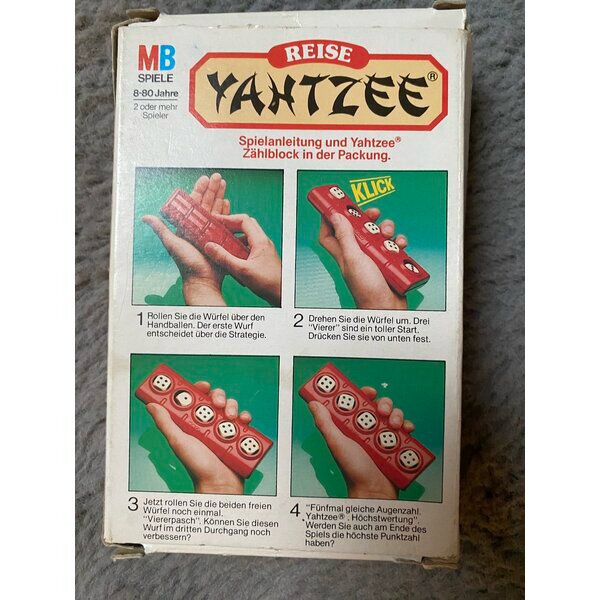 MB
SPIELE
8-80 Jahre
2 oder mehr
Spieler
REISE
YAHTZEE®
Spielanleitung und Yahtzee®
Zählblock in der Packung.
KLICK
1 Rollen Sie die Würfel über den
Handballen. Der erste Wurf
entscheidet über die Strategie.
2 Drehen Sie die Würfel um. Drei
"Vierer" sind ein toller Start.
Drücken Sie sie von unten fest.
3 Jetzt rollen Sie die beiden freien
Würfel noch einmal.
"Viererpasch". Können Sie diesen
Wurf im dritten Durchgang noch
verbessern?
4 "Fünfmal gleiche Augenzahl.
Yahtzee®. Höchstwertung".
Werden Sie auch am Ende des
Spiels die höchste Punktzahl
haben?